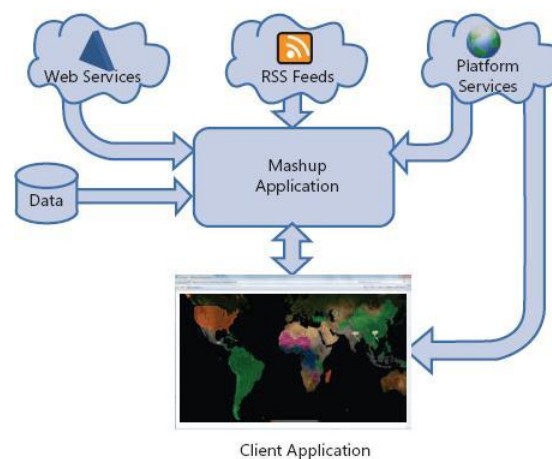 Web Services
RSS Feeds
Platform
Services
Mashup
Application
Data
Client Application